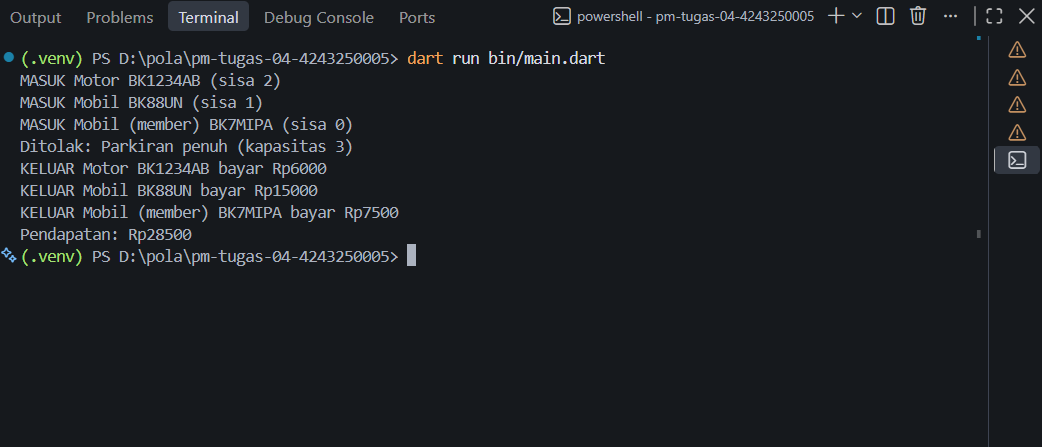 Output Problems Terminal Debug Console Ports powershell - pm-tugas-04-4243250005
(.venv) PS D:\pola\pm-tugas-04-4243250005> dart run bin/main.dart
MASUK Motor BK1234AB (sisa 2)
MASUK Mobil BK88UN (sisa 1)
MASUK Mobil (member) BK7MIPA (sisa 0)
Ditolak: Parkiran penuh (kapasitas 3)
KELUAR Motor BK1234AB bayar Rp6000
KELUAR Mobil BK88UN bayar Rp15000
KELUAR Mobil (member) BK7MIPA bayar Rp7500
Pendapatan: Rp28500
(.venv) PS D:\pola\pm-tugas-04-4243250005>